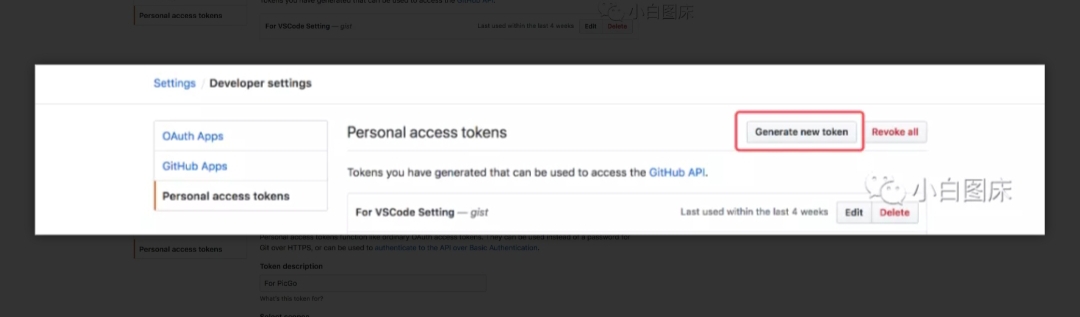 Tokens you have generated that can be used to access the GitHub API.
Personal access tokens
For VSCode Setting — gist
Last used within the last 4 weeks
Edit
Delete
小白图床
Settings / Developer settings
OAuth Apps
GitHub Apps
Personal access tokens
Personal access tokens
Generate new token
Revoke all
Tokens you have generated that can be used to access the GitHub API.
For VSCode Setting — gist
Last used within the last 4 weeks
Edit
Delete
小白图床
Personal access tokens
Personal access tokens function like ordinary OAuth access tokens. They can be used instead of a password for
Git over HTTPS, or can be used to authenticate to the API over Basic Authentication.
Token description
For PicGo
What's this token for?